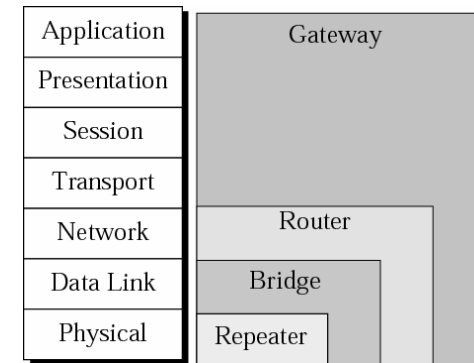 Application
Presentation
Session
Transport
Network
Data Link
Physical
Gateway
Router
Bridge
Repeater